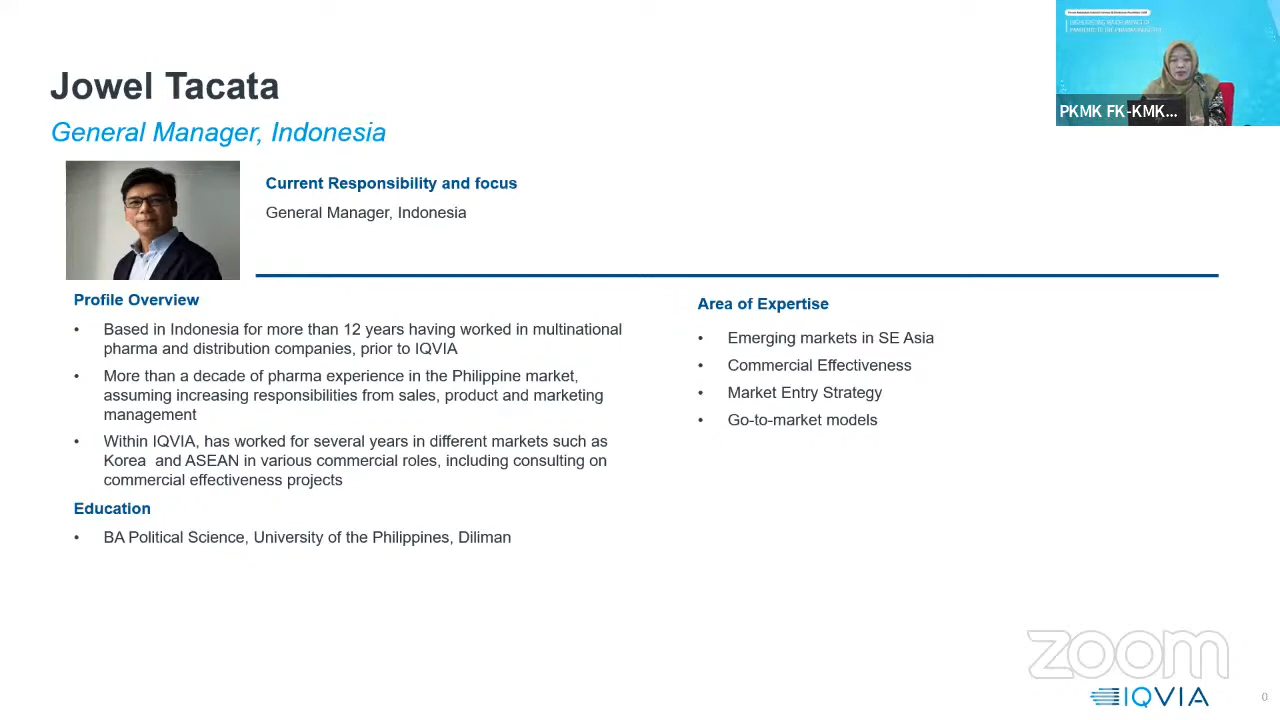 Jowel Tacata
General Manager, Indonesia
Current Responsibility and focus
General Manager, Indonesia
Profile Overview
• Based in Indonesia for more than 12 years having worked in multinational
pharma and distribution companies, prior to IQVIA
• More than a decade of pharma experience in the Philippine market,
assuming increasing responsibilities from sales, product and marketing
management
• Within IQVIA, has worked for several years in different markets such as
Korea and ASEAN in various commercial roles, including consulting on
commercial effectiveness projects
Education
• BA Political Science, University of the Philippines, Diliman
Area of Expertise
• Emerging markets in SE Asia
• Commercial Effectiveness
• Market Entry Strategy
• Go-to-market models
PKMK FK-KMK...
zoom
IQVIA
0